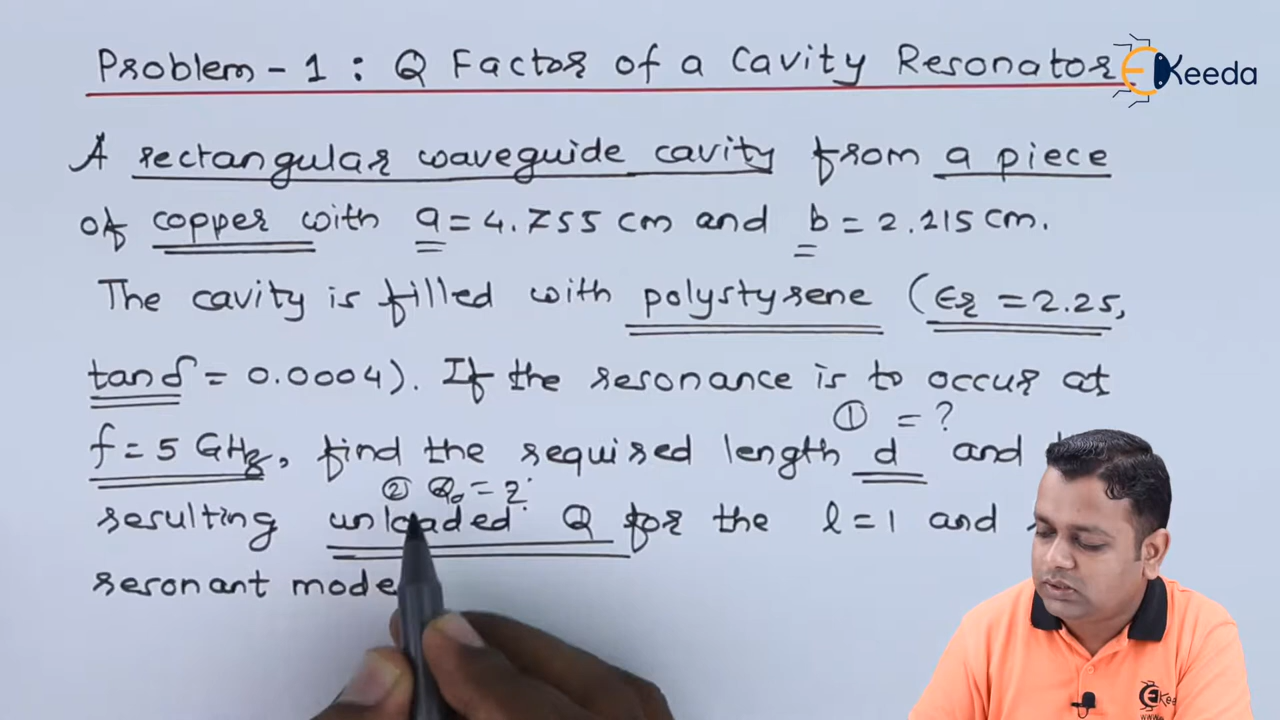 Problem - 1 : Q Factor of a Cavity Resonator
Keeda
A rectangular waveguide cavity from a piece
of copper with a = 4.755 cm and b = 2.215 cm.
The cavity is filled with polystyrene (εr = 2.25,
tanδ = 0.0004). If the resonance is to occur at
① = ?
f = 5 GHz, find the required length d and
② Q₀ = ?
resulting unloaded Q for the l = 1 and
resonant mode